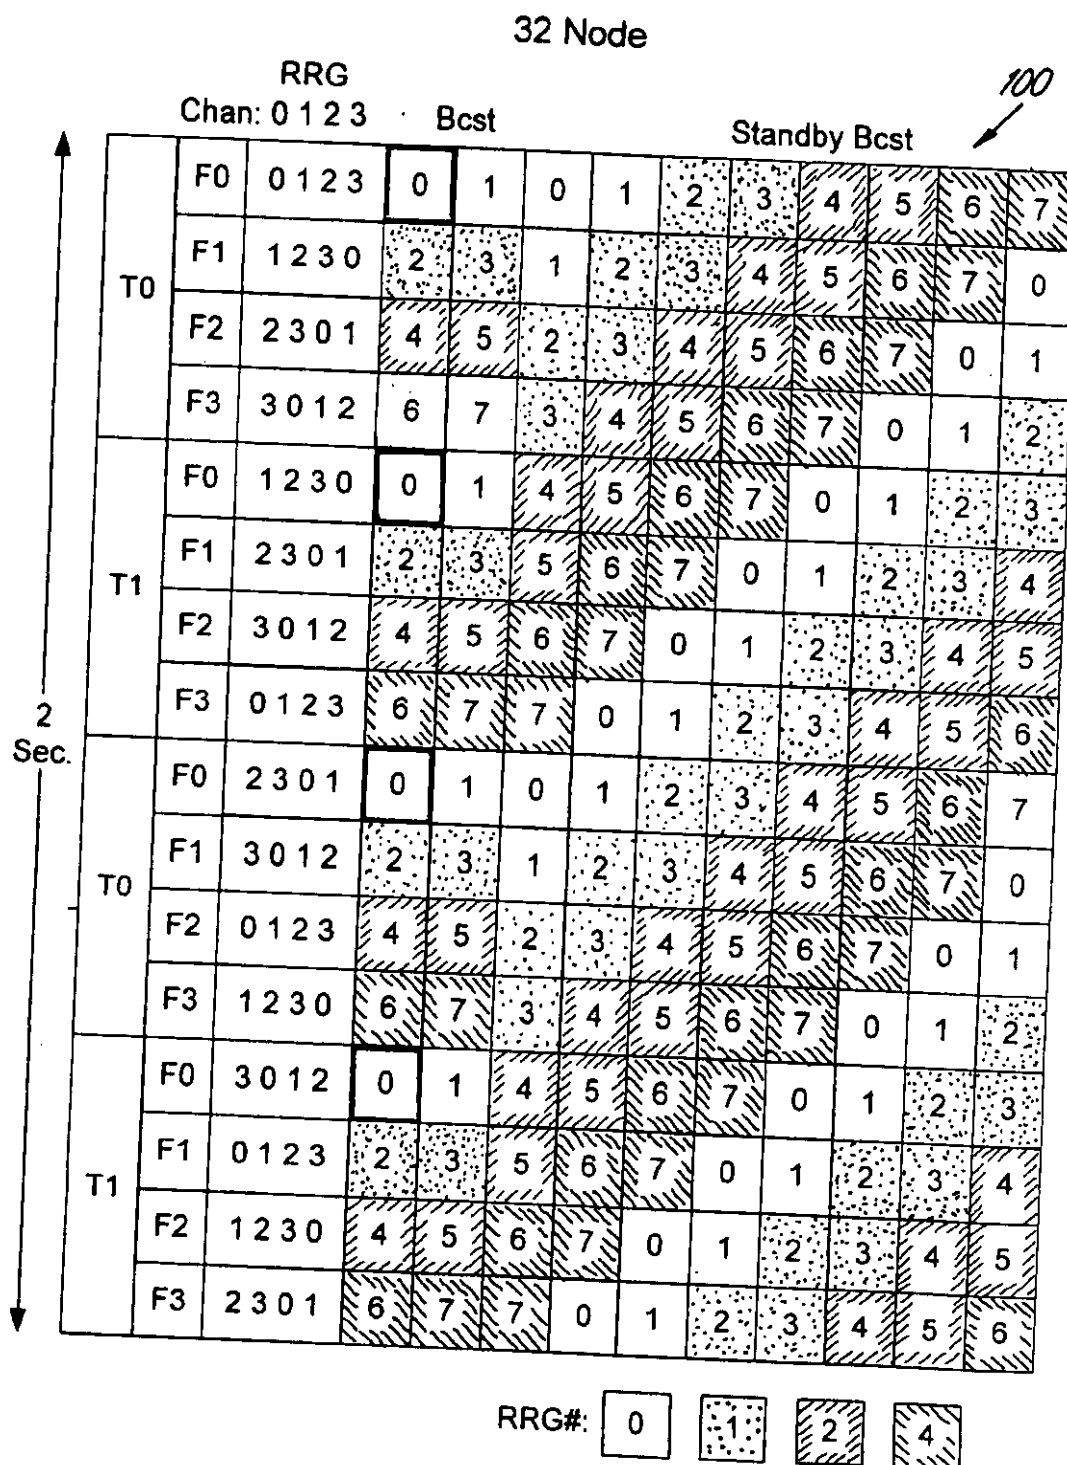 32 Node
100
RRG
Chan: 0 1 2 3 Bcst Standby Bcst
T0 F0 0 1 2 3 0 1 0 1 2 3 4 5 6 7
F1 1 2 3 0 2 3 1 2 3 4 5 6 7 0
F2 2 3 0 1 4 5 2 3 4 5 6 7 0 1
F3 3 0 1 2 6 7 3 4 5 6 7 0 1 2
T1 F0 1 2 3 0 0 1 4 5 6 7 0 1 2 3
F1 2 3 0 1 2 3 5 6 7 0 1 2 3 4
F2 3 0 1 2 4 5 6 7 0 1 2 3 4 5
F3 0 1 2 3 6 7 7 0 1 2 3 4 5 6
2
Sec.
T0 F0 2 3 0 1 0 1 0 1 2 3 4 5 6 7
F1 3 0 1 2 2 3 1 2 3 4 5 6 7 0
F2 0 1 2 3 4 5 2 3 4 5 6 7 0 1
F3 1 2 3 0 6 7 3 4 5 6 7 0 1 2
T1 F0 3 0 1 2 0 1 4 5 6 7 0 1 2 3
F1 0 1 2 3 2 3 5 6 7 0 1 2 3 4
F2 1 2 3 0 4 5 6 7 0 1 2 3 4 5
F3 2 3 0 1 6 7 7 0 1 2 3 4 5 6
RRG#: 0 1 2 4